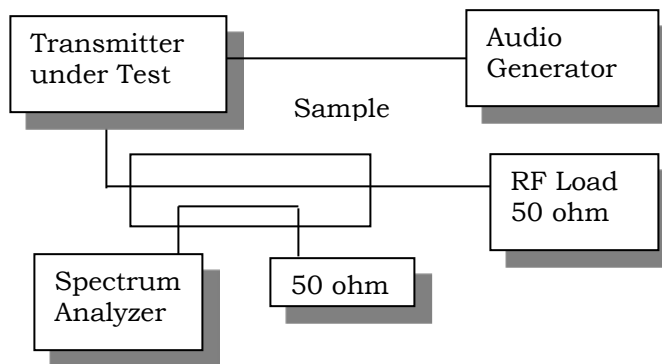 Transmitter
under Test
Audio
Generator
Sample
RF Load
50 ohm
Spectrum
Analyzer
50 ohm